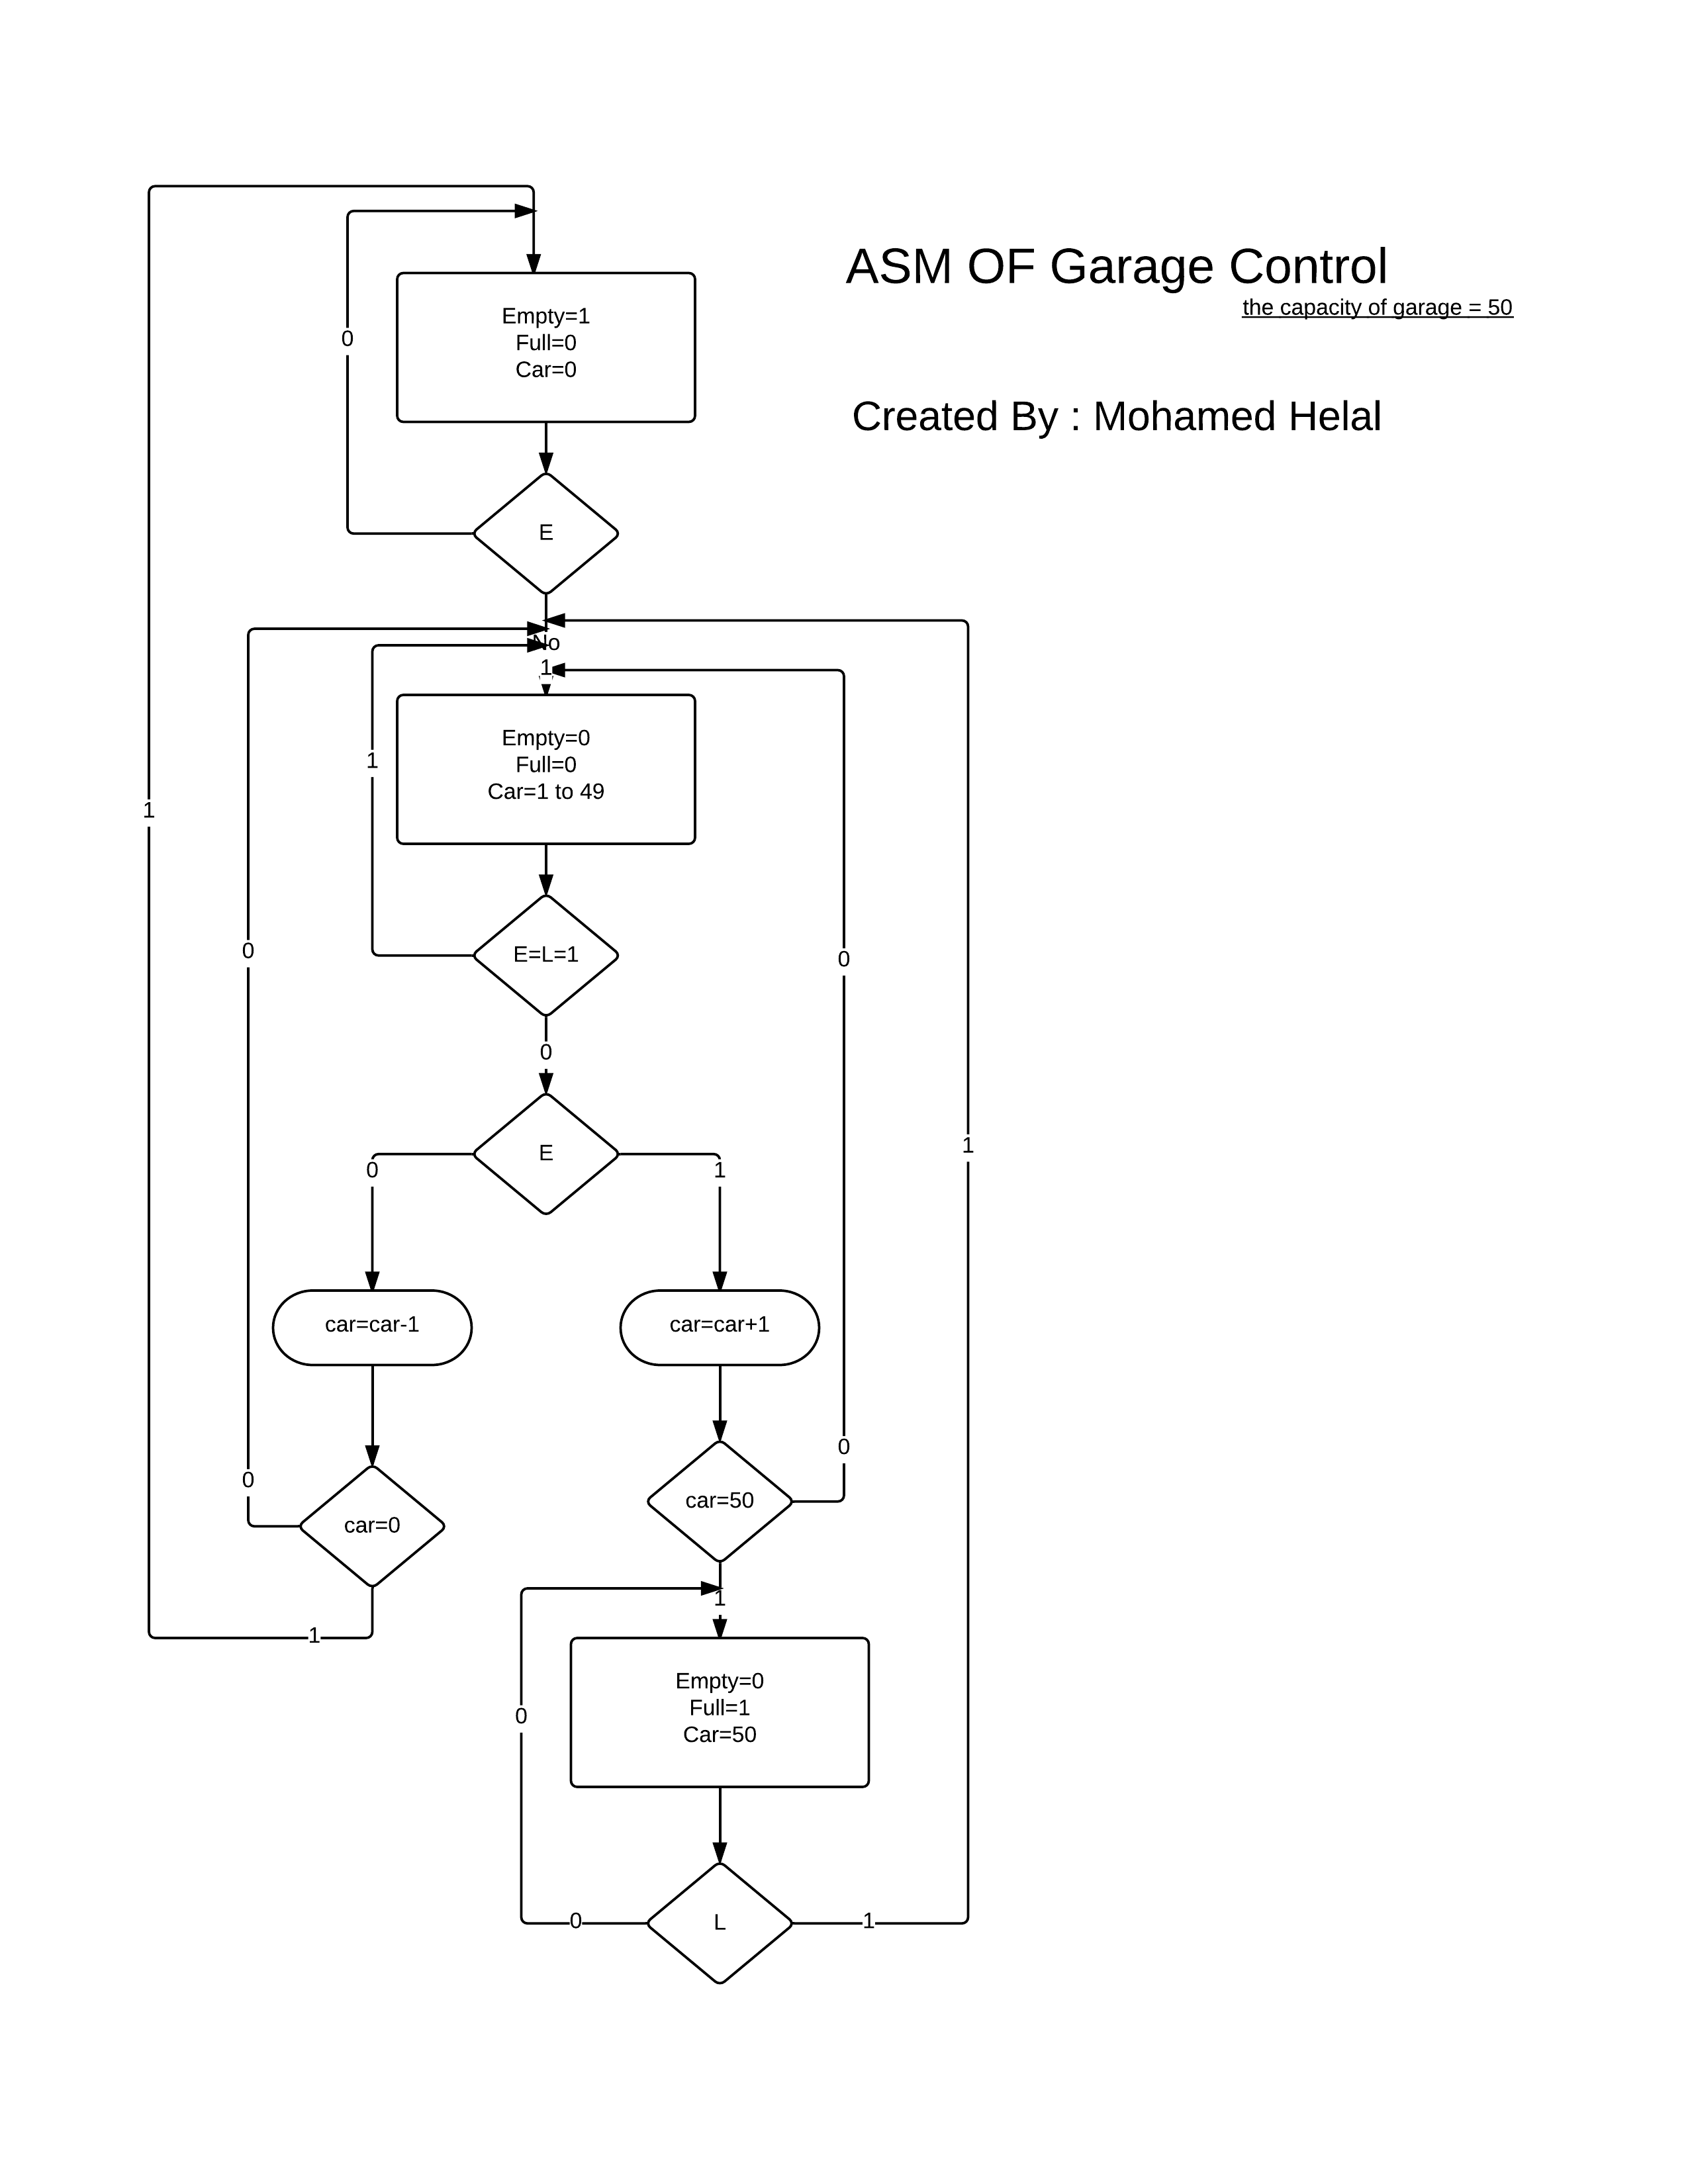 ASM OF Garage Control
the capacity of garage = 50
Created By : Mohamed Helal
Empty=1
Full=0
Car=0
0
E
No
1
Empty=0
Full=0
Car=1 to 49
1
1
E=L=1
0
0
0
E
1
0
1
car=car-1
car=car+1
0
0
car=50
car=0
1
1
Empty=0
Full=1
Car=50
0
L
0
1